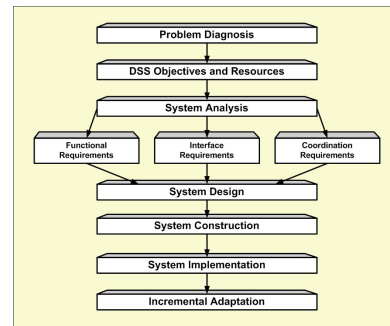 Problem Diagnosis
DSS Objectives and Resources
System Analysis
Functional
Requirements
Interface
Requirements
Coordination
Requirements
System Design
System Construction
System Implementation
Incremental Adaptation